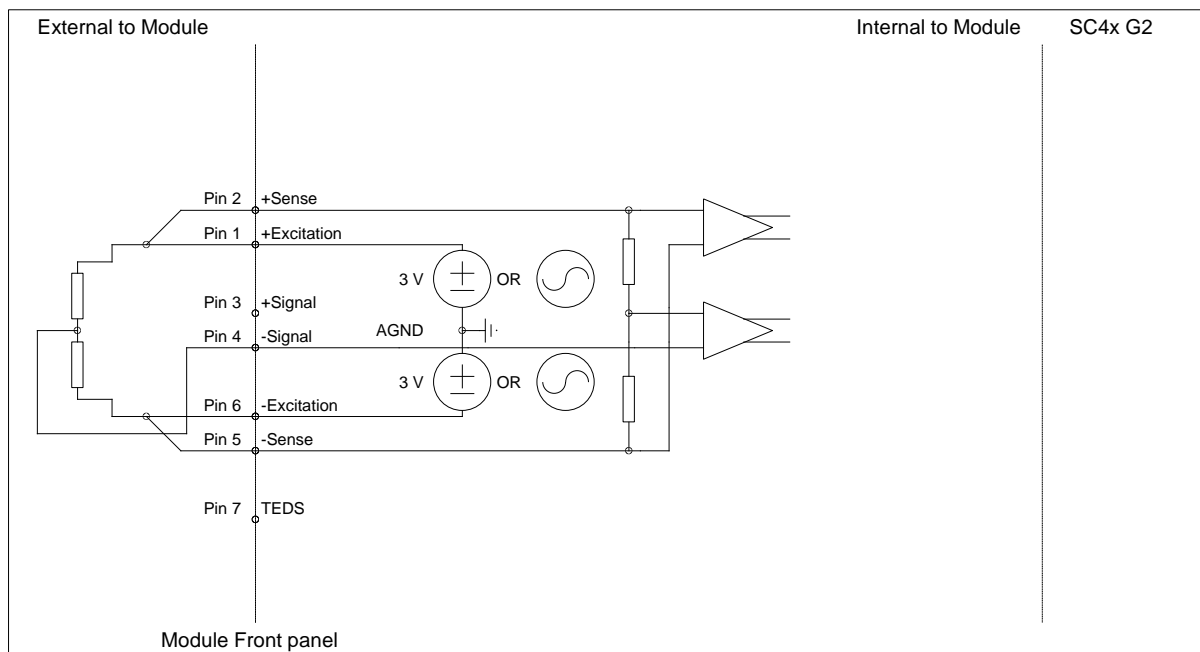 External to Module
Internal to Module
SC4x G2
Pin 2
+Sense
Pin 1
+Excitation
3 V
OR
Pin 3
+Signal
AGND
Pin 4
-Signal
3 V
OR
Pin 6
-Excitation
Pin 5
-Sense
Pin 7
TEDS
Module Front panel